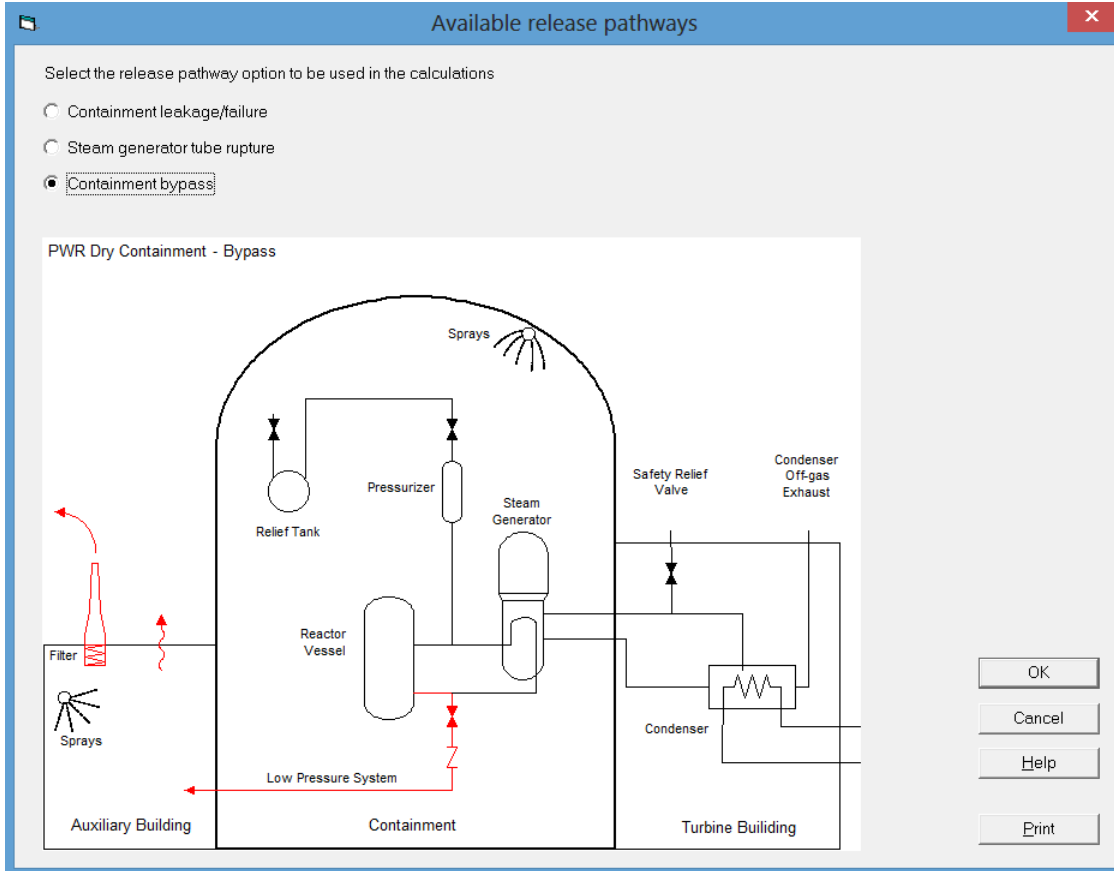 Available release pathways
Select the release pathway option to be used in the calculations
Containment leakage/failure
Steam generator tube rupture
Containment bypass
PWR Dry Containment - Bypass
Sprays
Pressurizer
Relief Tank
Steam
Generator
Safety Relief
Valve
Condenser
Off-gas
Exhaust
Reactor
Vessel
Filter
Sprays
Condenser
Low Pressure System
Auxiliary Building
Containment
Turbine Builiding
OK
Cancel
Help
Print